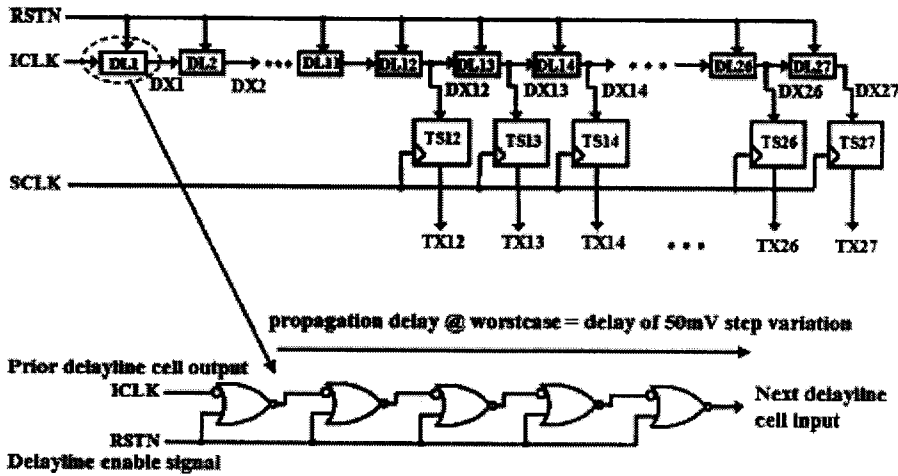 RSTN
ICLK DL1 DL2 DL11 DL12 DL13 DL14 DL26 DL27
DX1 DX2 DX12 DX13 DX14 DX26 DX27
TS12 TS13 TS14 TS26 TS27
SCLK
TX12 TX13 TX14 TX26 TX27
propagation delay @ worstcase = delay of 50mV step variation
Prior delayline cell output
ICLK
Next delayline
cell input
RSTN
Delayline enable signal